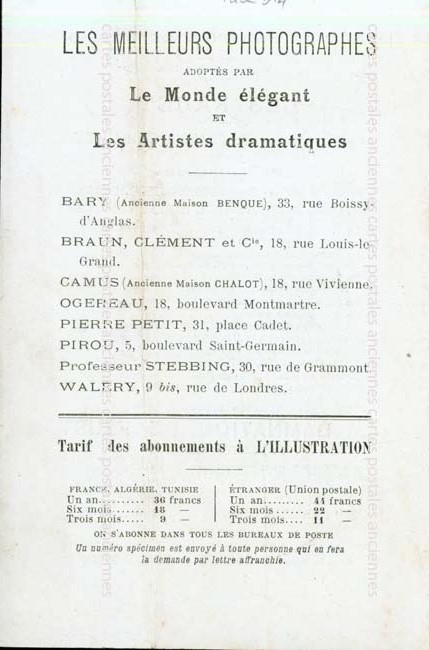 LES MEILLEURS PHOTOGRAPHES
ADOPTÉS PAR
Le Monde élégant
ET
Les Artistes dramatiques
BARY (Ancienne Maison BENQUE), 33, rue Boissy-
d'Anglas.
BRAUN, CLÉMENT et Cie, 18, rue Louis-le-
Grand.
CAMUS (Ancienne Maison CHALOT), 18, rue Vivienne.
OGEREAU, 18, boulevard Montmartre.
PIERRE PETIT, 31, place Cadet.
PIROU, 5, boulevard Saint-Germain.
Professeur STEBBING, 30, rue de Grammont
WALERY, 9 bis, rue de Londres.
Tarif des abonnements à L'ILLUSTRATION
FRANCE, ALGÉRIE, TUNISIE
Un an.......... 36 francs
Six mois...... 18 —
Trois mois..... 9 —
ÉTRANGER (Union postale)
Un an........ 44 francs
Six mois...... 22 —
Trois mois.... 11 —
ON S'ABONNE DANS TOUS LES BUREAUX DE POSTE
Un numéro spécimen est envoyé à toute personne qui en fera
la demande par lettre affranchie.
cartes postales anciennes
cartes postales anciennes